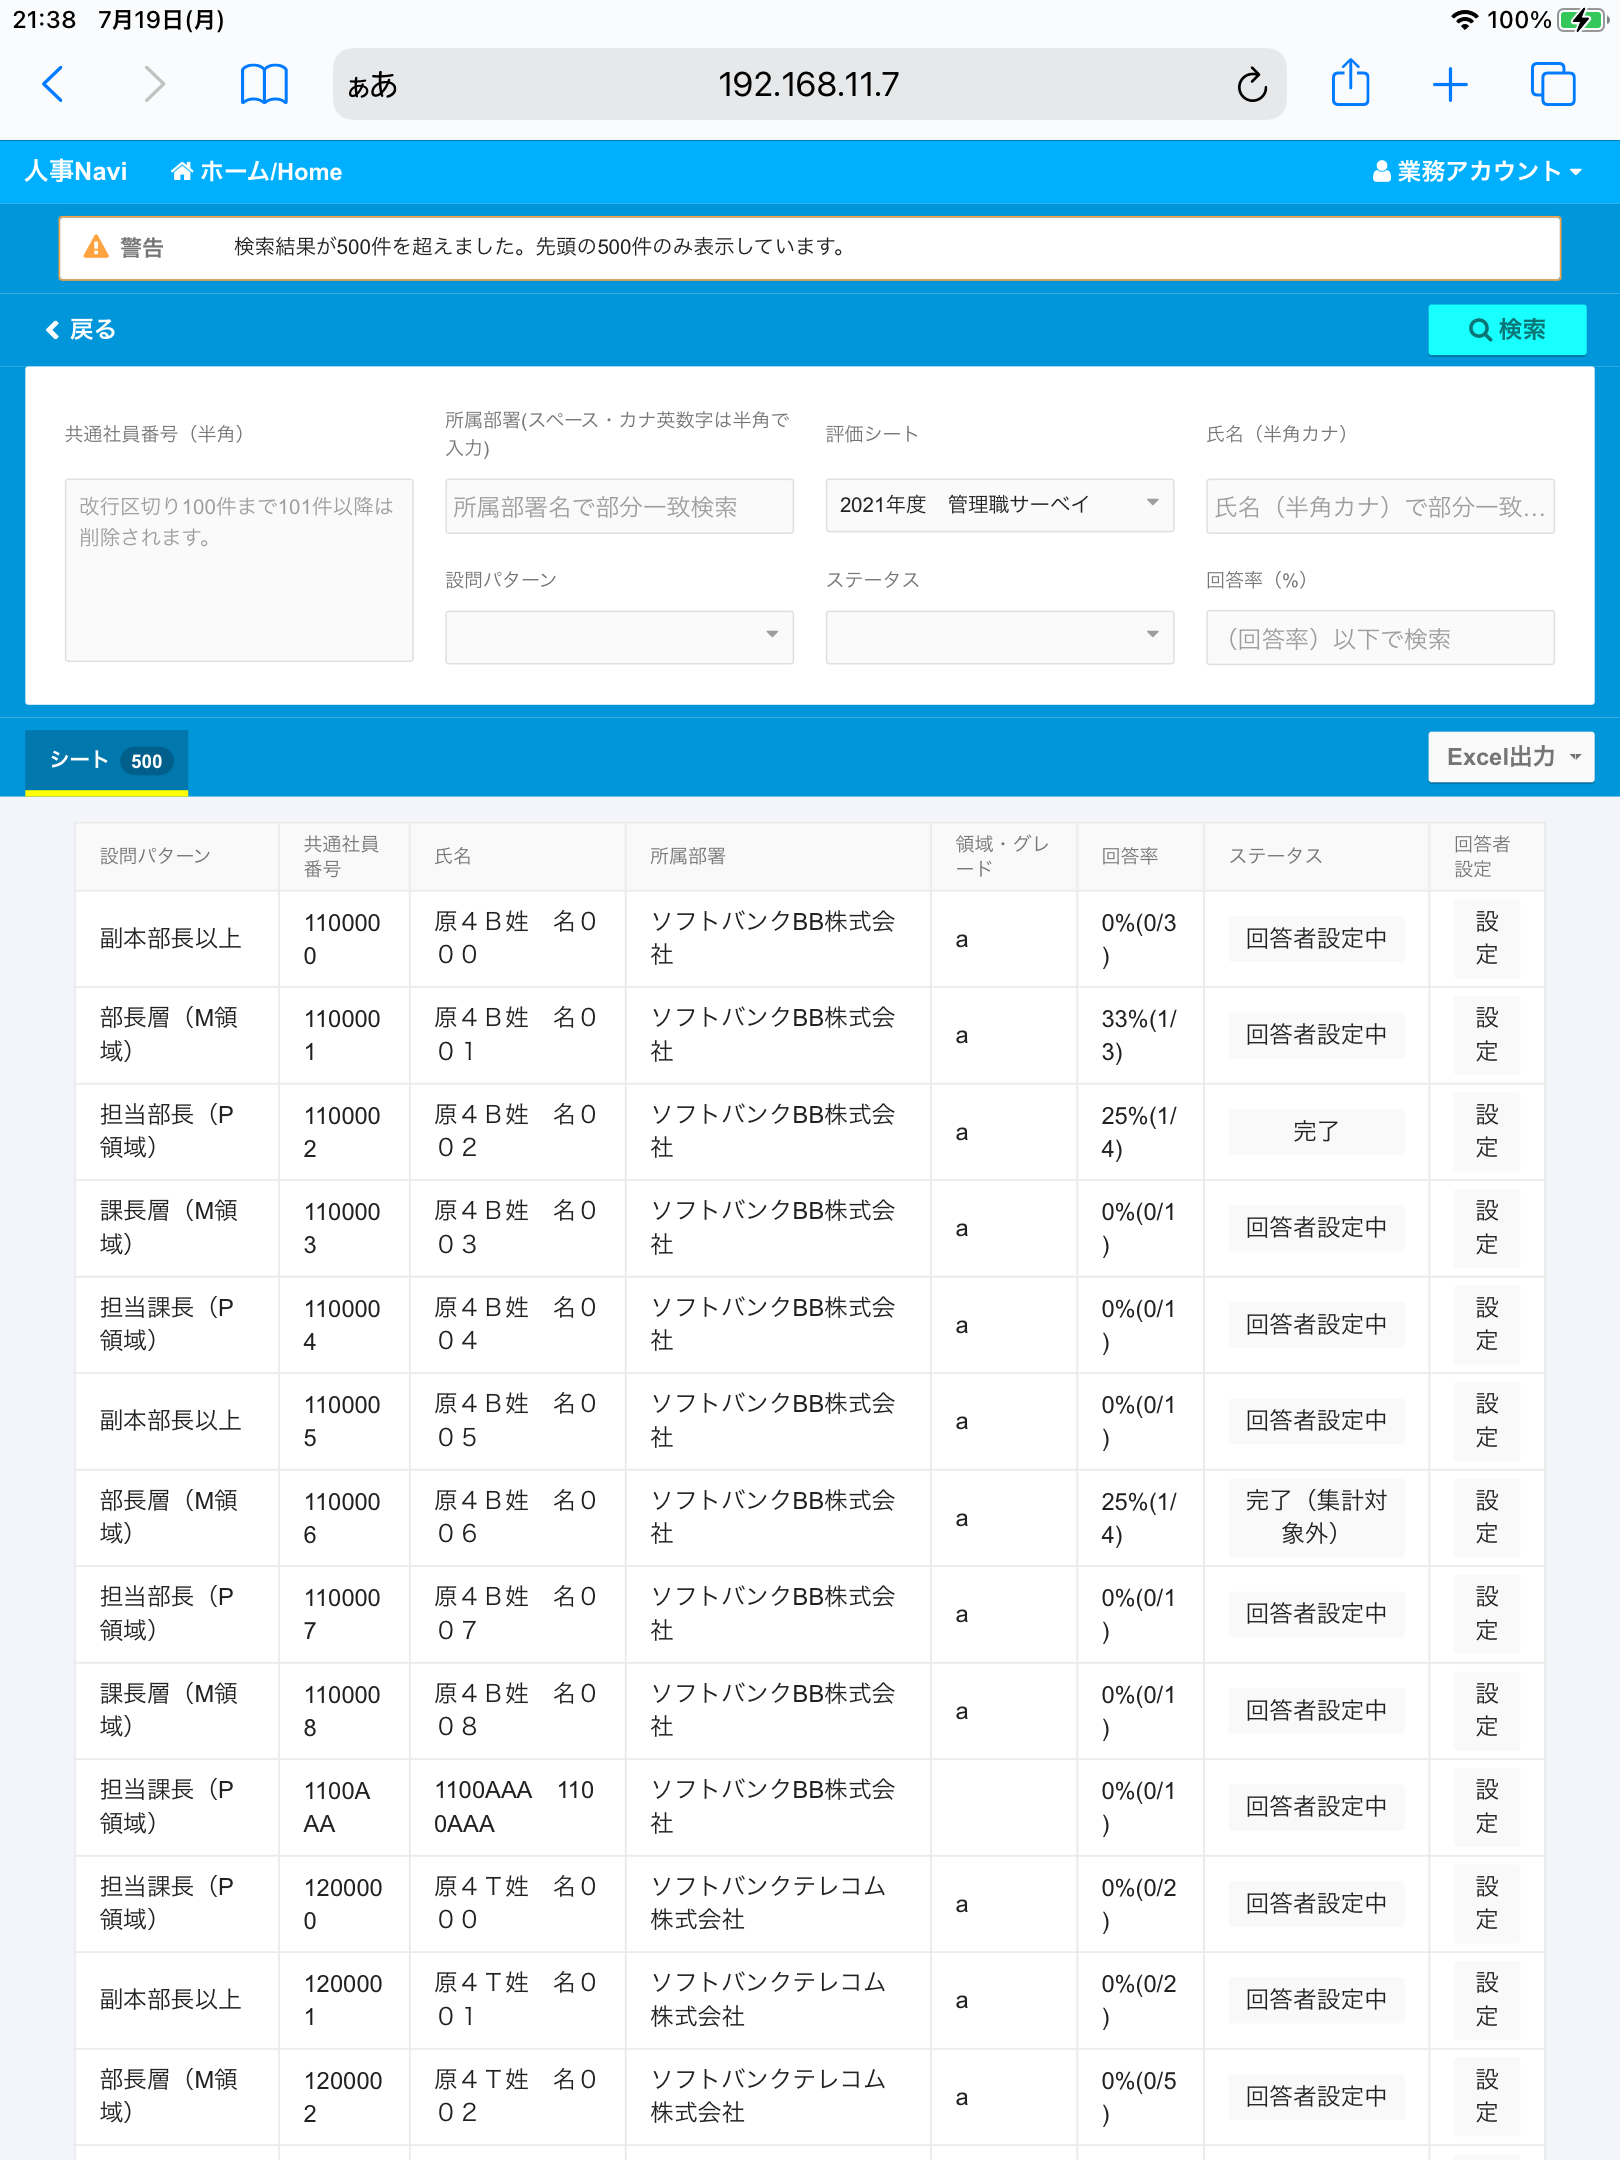 21:38 7月19日(月) 100%
ぁあ 192.168.11.7
人事Navi ホーム/Home 業務アカウント
警告 検索結果が500件を超えました。先頭の500件のみ表示しています。
戻る 検索
共通社員番号（半角）
所属部署(スペース・カナ英数字は半角で
入力)
評価シート
氏名（半角カナ）
改行区切り100件まで101件以降は
削除されます。
所属部署名で部分一致検索
2021年度　管理職サーベイ
氏名（半角カナ）で部分一致…
設問パターン
ステータス
回答率（%）
（回答率）以下で検索
シート 500 Excel出力
設問パターン
共通社員
番号
氏名
所属部署
領域・グレ
ード
回答率
ステータス
回答者
設定
副本部長以上
110000
0
原４Ｂ姓　名０
００
ソフトバンクBB株式会
社
a
0%(0/3
)
回答者設定中
設
定
部長層（M領
域）
110000
1
原４Ｂ姓　名０
０１
ソフトバンクBB株式会
社
a
33%(1/
3)
回答者設定中
設
定
担当部長（P
領域）
110000
2
原４Ｂ姓　名０
０２
ソフトバンクBB株式会
社
a
25%(1/
4)
完了
設
定
課長層（M領
域）
110000
3
原４Ｂ姓　名０
０３
ソフトバンクBB株式会
社
a
0%(0/1
)
回答者設定中
設
定
担当課長（P
領域）
110000
4
原４Ｂ姓　名０
０４
ソフトバンクBB株式会
社
a
0%(0/1
)
回答者設定中
設
定
副本部長以上
110000
5
原４Ｂ姓　名０
０５
ソフトバンクBB株式会
社
a
0%(0/1
)
回答者設定中
設
定
部長層（M領
域）
110000
6
原４Ｂ姓　名０
０６
ソフトバンクBB株式会
社
a
25%(1/
4)
完了（集計対
象外）
設
定
担当部長（P
領域）
110000
7
原４Ｂ姓　名０
０７
ソフトバンクBB株式会
社
a
0%(0/1
)
回答者設定中
設
定
課長層（M領
域）
110000
8
原４Ｂ姓　名０
０８
ソフトバンクBB株式会
社
a
0%(0/1
)
回答者設定中
設
定
担当課長（P
領域）
1100A
AA
1100AAA　110
0AAA
ソフトバンクBB株式会
社
0%(0/1
)
回答者設定中
設
定
担当課長（P
領域）
120000
0
原４Ｔ姓　名０
００
ソフトバンクテレコム
株式会社
a
0%(0/2
)
回答者設定中
設
定
副本部長以上
120000
1
原４Ｔ姓　名０
０１
ソフトバンクテレコム
株式会社
a
0%(0/2
)
回答者設定中
設
定
部長層（M領
域）
120000
2
原４Ｔ姓　名０
０２
ソフトバンクテレコム
株式会社
a
0%(0/5
)
回答者設定中
設
定